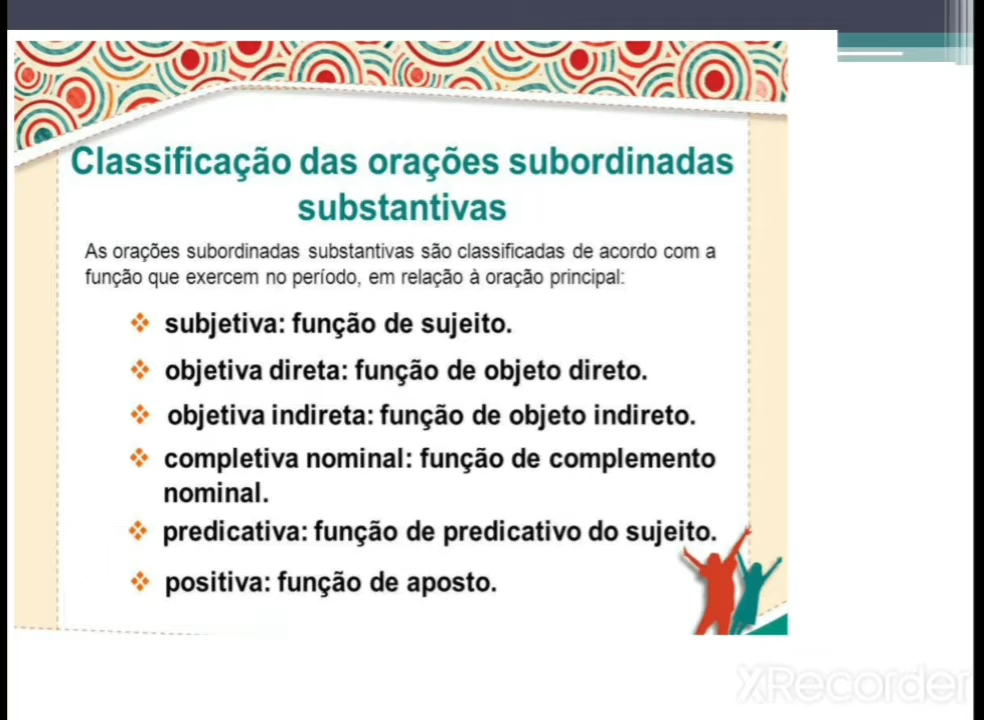 Classificação das orações subordinadas
substantivas
As orações subordinadas substantivas são classificadas de acordo com a
função que exercem no período, em relação à oração principal:
❖ subjetiva: função de sujeito.
❖ objetiva direta: função de objeto direto.
❖ objetiva indireta: função de objeto indireto.
❖ completiva nominal: função de complemento
nominal.
❖ predicativa: função de predicativo do sujeito.
❖ positiva: função de aposto.
XRecorder